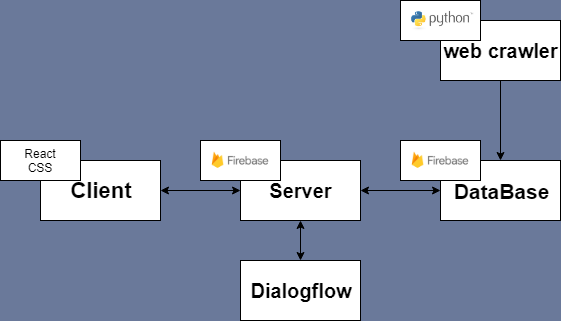 python
web crawler
React
CSS
Client
Firebase
Server
Firebase
DataBase
Dialogflow